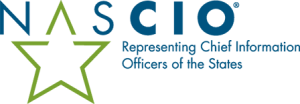 NASCIO®
Representing Chief Information
Officers of the States